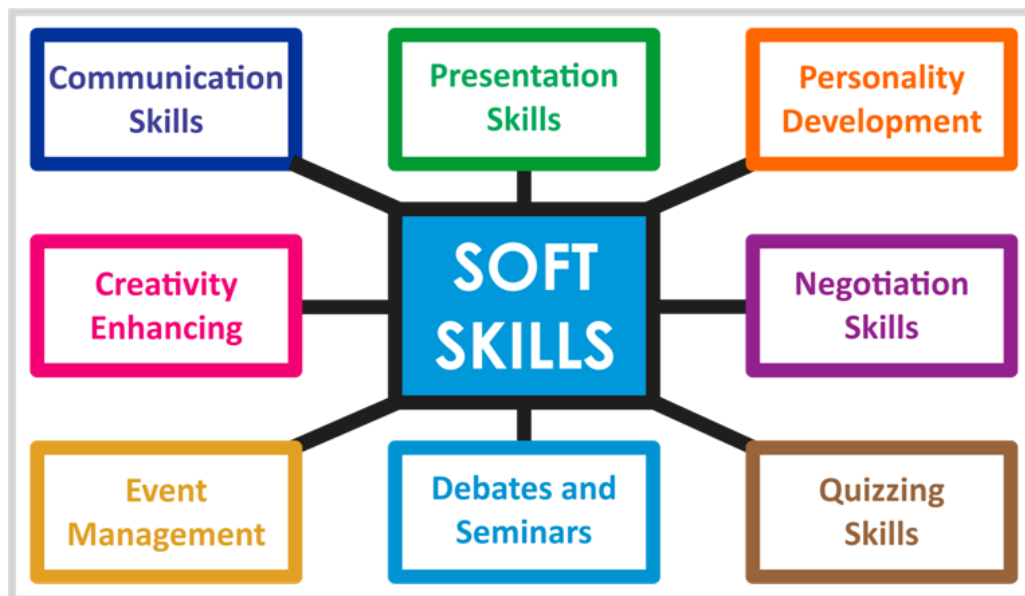 Communication
Skills
Presentation
Skills
Personality
Development
Creativity
Enhancing
SOFT
SKILLS
Negotiation
Skills
Event
Management
Debates and
Seminars
Quizzing
Skills